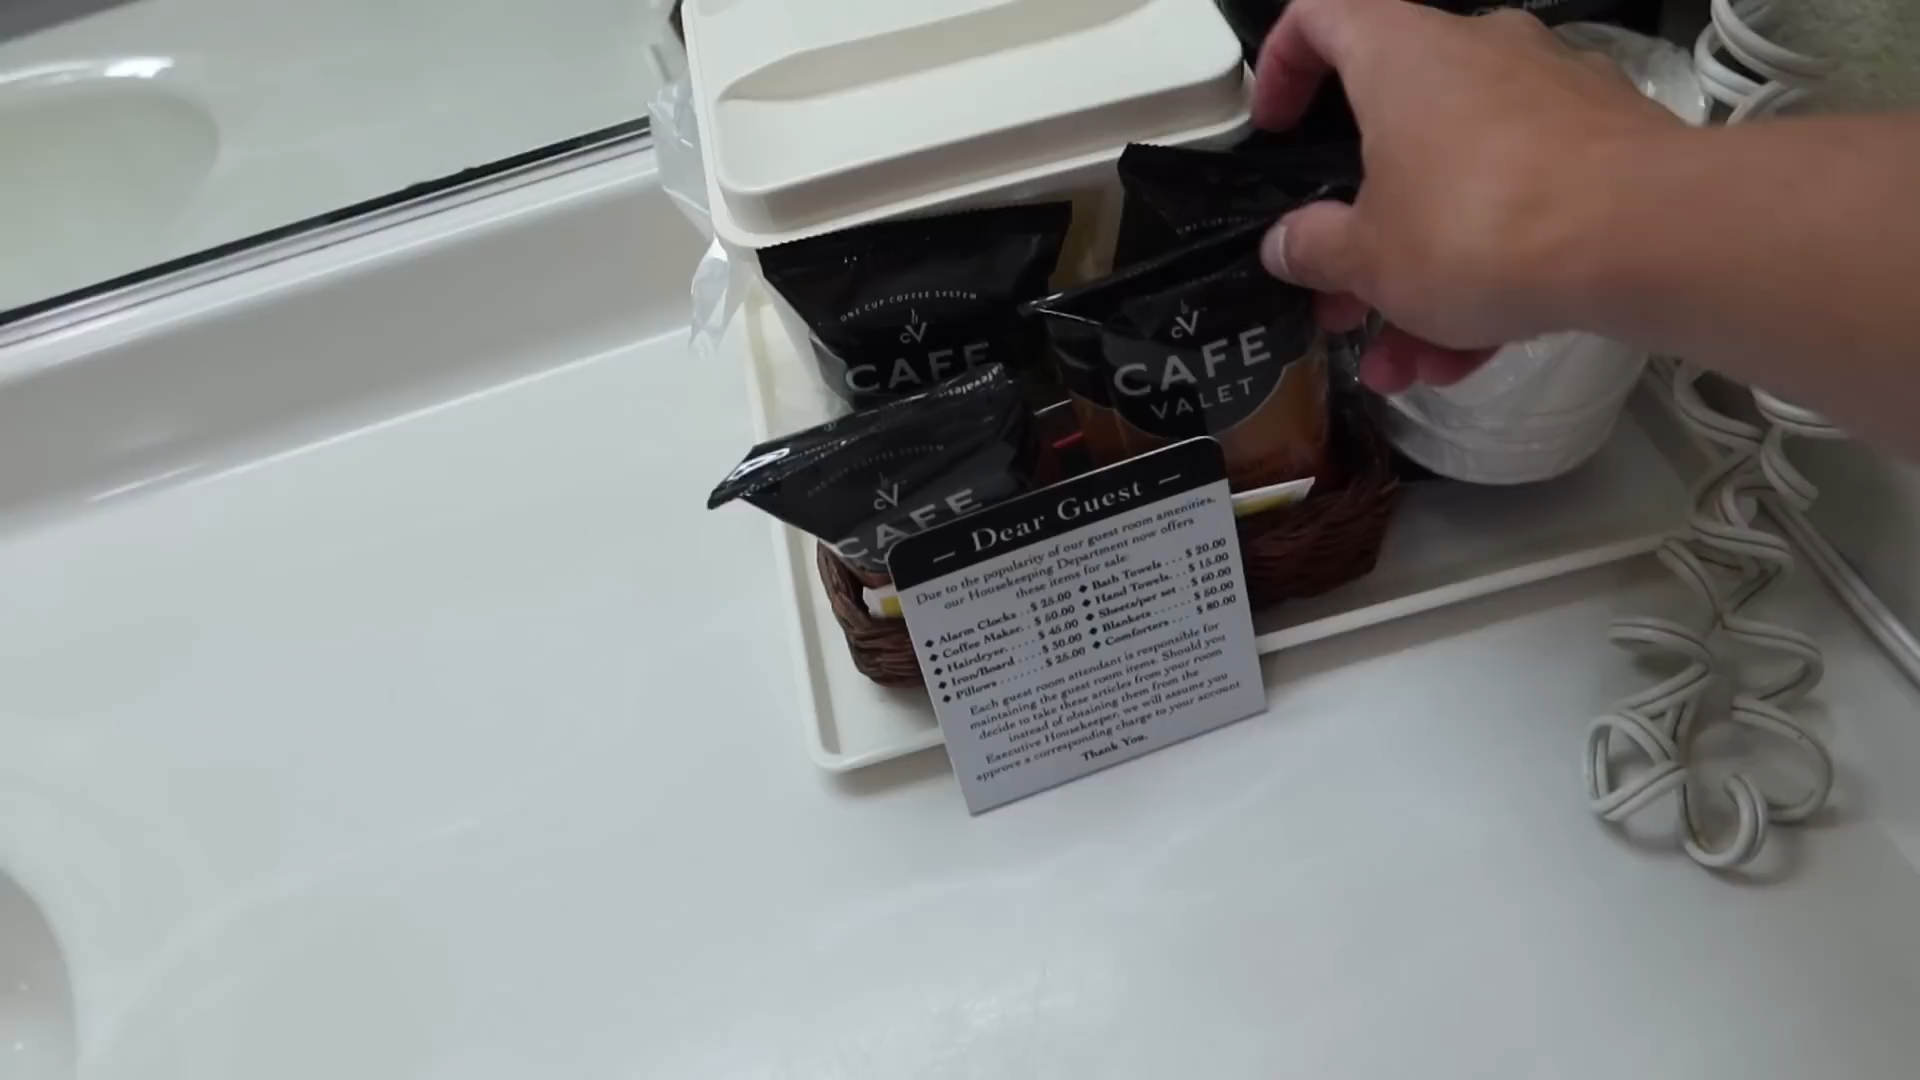 ONE CUP COFFEE SYSTEM
CV
CAFE
ONE CUP
CV
CAFE
VALET
ONE CUP COFFEE SYSTEM
CV
CAFE
— Dear Guest —
Due to the popularity of our guest room amenities,
our Housekeeping Department now offers
these items for sale:
◆ Alarm Clocks . . $ 25.00 ◆ Bath Towels . . . $ 20.00
◆ Coffee Maker. . $ 50.00 ◆ Hand Towels. . . $ 15.00
◆ Hairdryer. . . . . . $ 45.00 ◆ Sheets/per set . . $ 60.00
◆ Iron/Board . . . . $ 50.00 ◆ Blankets . . . . . . $ 50.00
◆ Pillows . . . . . . . $ 25.00 ◆ Comforters . . . $ 80.00
Each guest room attendant is responsible for
maintaining the guest room items. Should you
decide to take these articles from your room
instead of obtaining them from the
Executive Housekeeper, we will assume you
approve a corresponding charge to your account
Thank You.